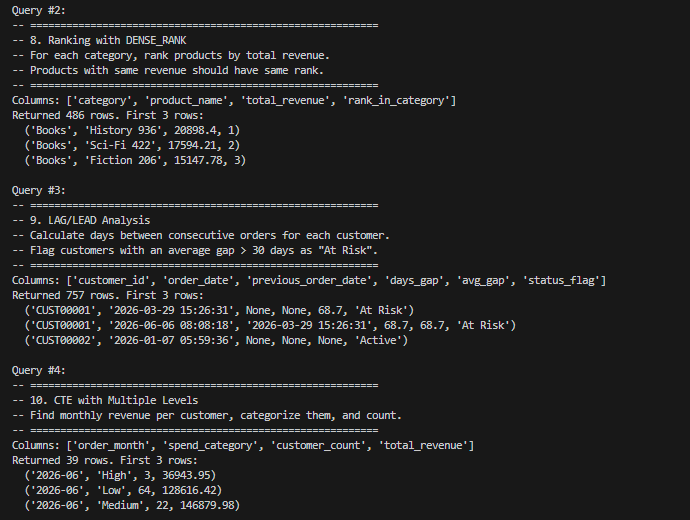 Query #2:
-- ======================================================
-- 8. Ranking with DENSE_RANK
-- For each category, rank products by total revenue.
-- Products with same revenue should have same rank.
-- ======================================================
Columns: ['category', 'product_name', 'total_revenue', 'rank_in_category']
Returned 486 rows. First 3 rows:
('Books', 'History 936', 20898.4, 1)
('Books', 'Sci-Fi 422', 17594.21, 2)
('Books', 'Fiction 206', 15147.78, 3)
Query #3:
-- ======================================================
-- 9. LAG/LEAD Analysis
-- Calculate days between consecutive orders for each customer.
-- Flag customers with an average gap > 30 days as "At Risk".
-- ======================================================
Columns: ['customer_id', 'order_date', 'previous_order_date', 'days_gap', 'avg_gap', 'status_flag']
Returned 757 rows. First 3 rows:
('CUST00001', '2026-03-29 15:26:31', None, None, 68.7, 'At Risk')
('CUST00001', '2026-06-06 08:08:18', '2026-03-29 15:26:31', 68.7, 68.7, 'At Risk')
('CUST00002', '2026-01-07 05:59:36', None, None, None, 'Active')
Query #4:
-- ======================================================
-- 10. CTE with Multiple Levels
-- Find monthly revenue per customer, categorize them, and count.
-- ======================================================
Columns: ['order_month', 'spend_category', 'customer_count', 'total_revenue']
Returned 39 rows. First 3 rows:
('2026-06', 'High', 3, 36943.95)
('2026-06', 'Low', 64, 128616.42)
('2026-06', 'Medium', 22, 146879.98)